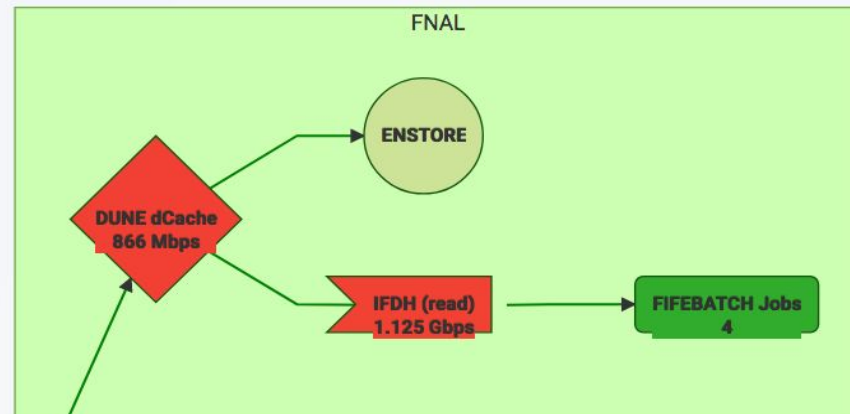 FNAL
ENSTORE
DUNE dCache
866 Mbps
IFDH (read)
1.125 Gbps
FIFEBATCH Jobs
4